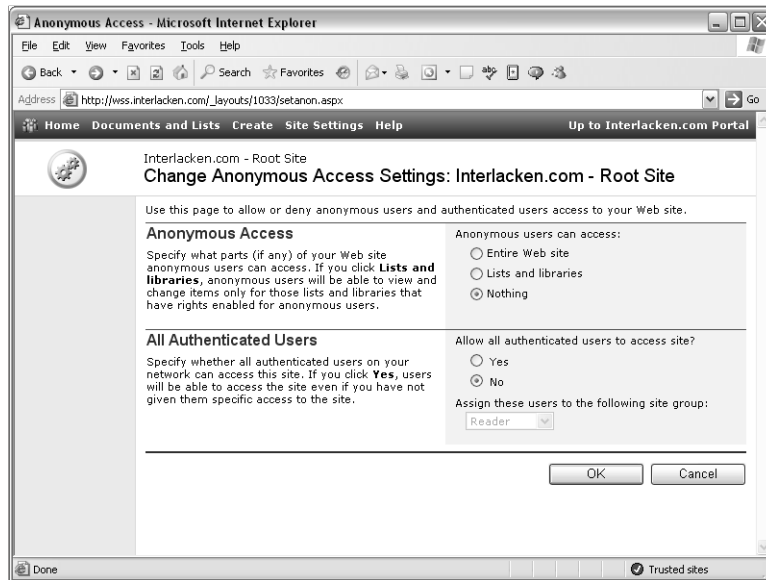 Anonymous Access - Microsoft Internet Explorer
File Edit View Favorites Tools Help
Back Search Favorites
Address http://wss.interlacken.com/_layouts/1033/setanon.aspx Go
Home Documents and Lists Create Site Settings Help Up to Interlacken.com Portal
Interlacken.com - Root Site
Change Anonymous Access Settings: Interlacken.com - Root Site
Use this page to allow or deny anonymous users and authenticated users access to your Web site.
Anonymous Access
Specify what parts (if any) of your Web site
anonymous users can access. If you click Lists and
libraries, anonymous users will be able to view and
change items only for those lists and libraries that
have rights enabled for anonymous users.
Anonymous users can access:
Entire Web site
Lists and libraries
Nothing
All Authenticated Users
Specify whether all authenticated users on your
network can access this site. If you click Yes, users
will be able to access the site even if you have not
given them specific access to the site.
Allow all authenticated users to access site?
Yes
No
Assign these users to the following site group:
Reader
OK Cancel
Done Trusted sites